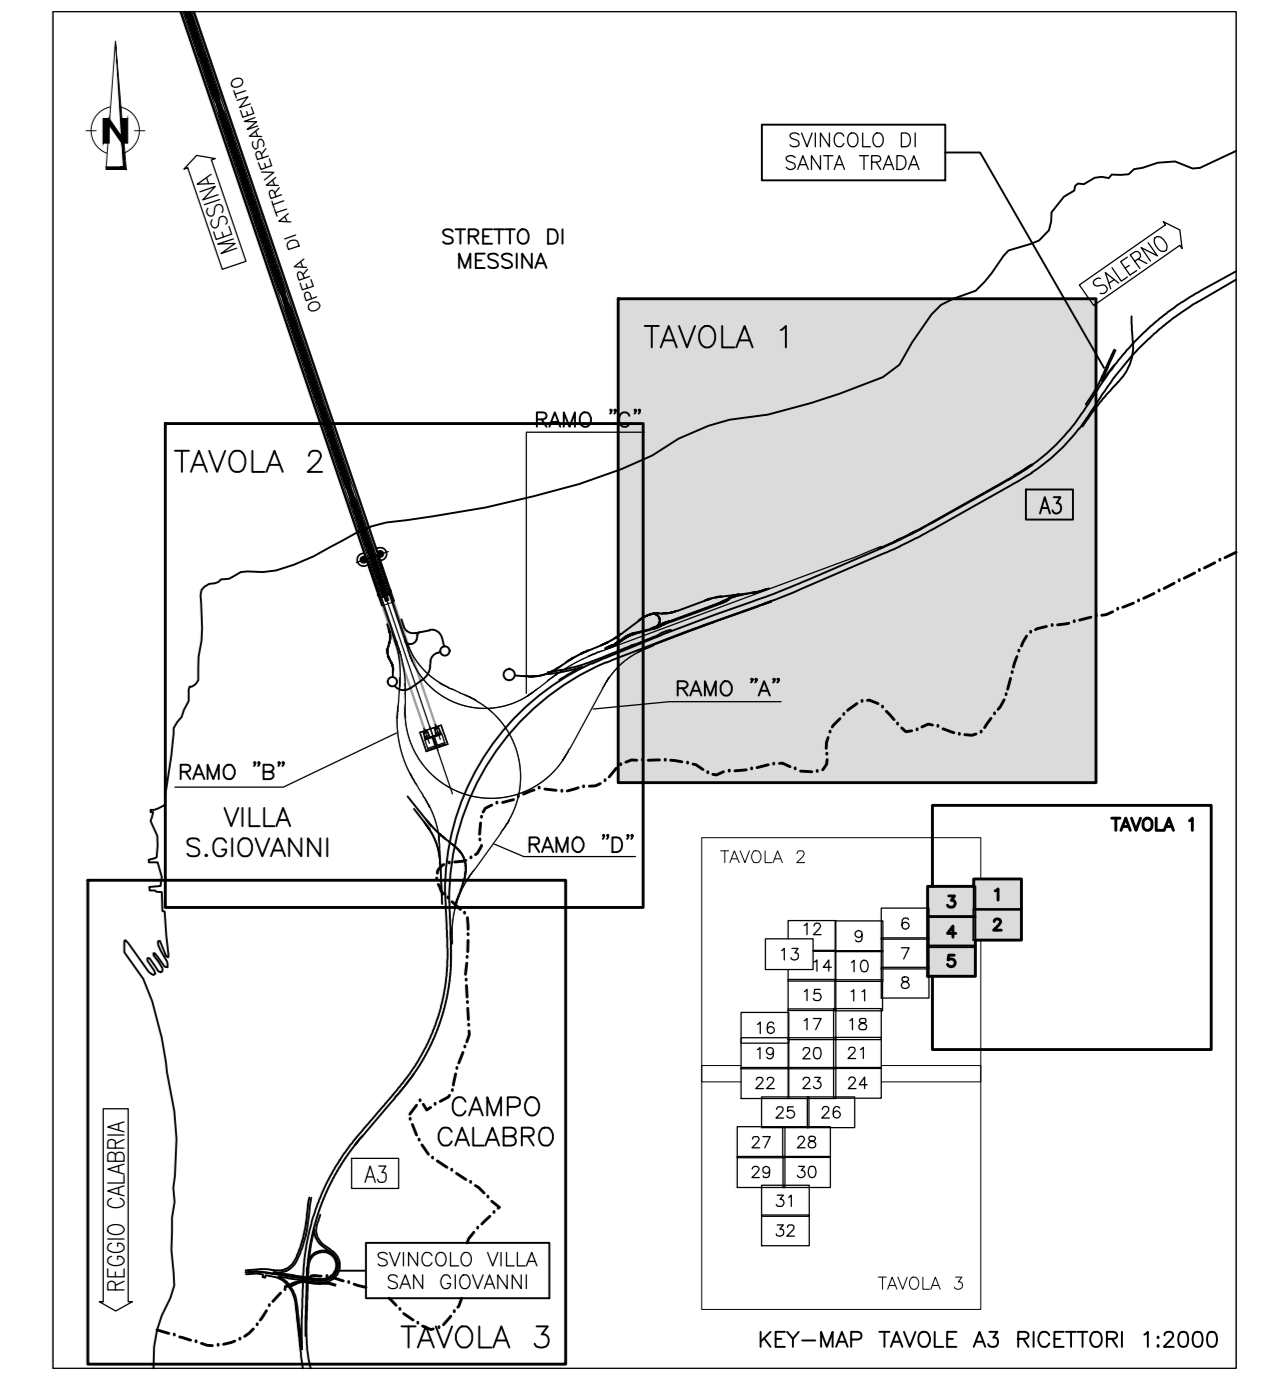 N
MESSINA
OPERA DI ATTRAVERSAMENTO
STRETTO DI
MESSINA
SVINCOLO DI
SANTA TRADA
SALERNO
TAVOLA 1
RAMO "C"
TAVOLA 2
A3
RAMO "A"
RAMO "B"
VILLA
S.GIOVANNI
RAMO "D"
CAMPO
CALABRO
A3
REGGIO CALABRIA
SVINCOLO VILLA
SAN GIOVANNI
TAVOLA 3
TAVOLA 1
TAVOLA 2
3 1
4 2
5
6
7
8
12 9
13 14 10
15 11
16 17 18
19 20 21
22 23 24
25 26
27 28
29 30
31
32
TAVOLA 3
KEY-MAP TAVOLE A3 RICETTORI 1:2000